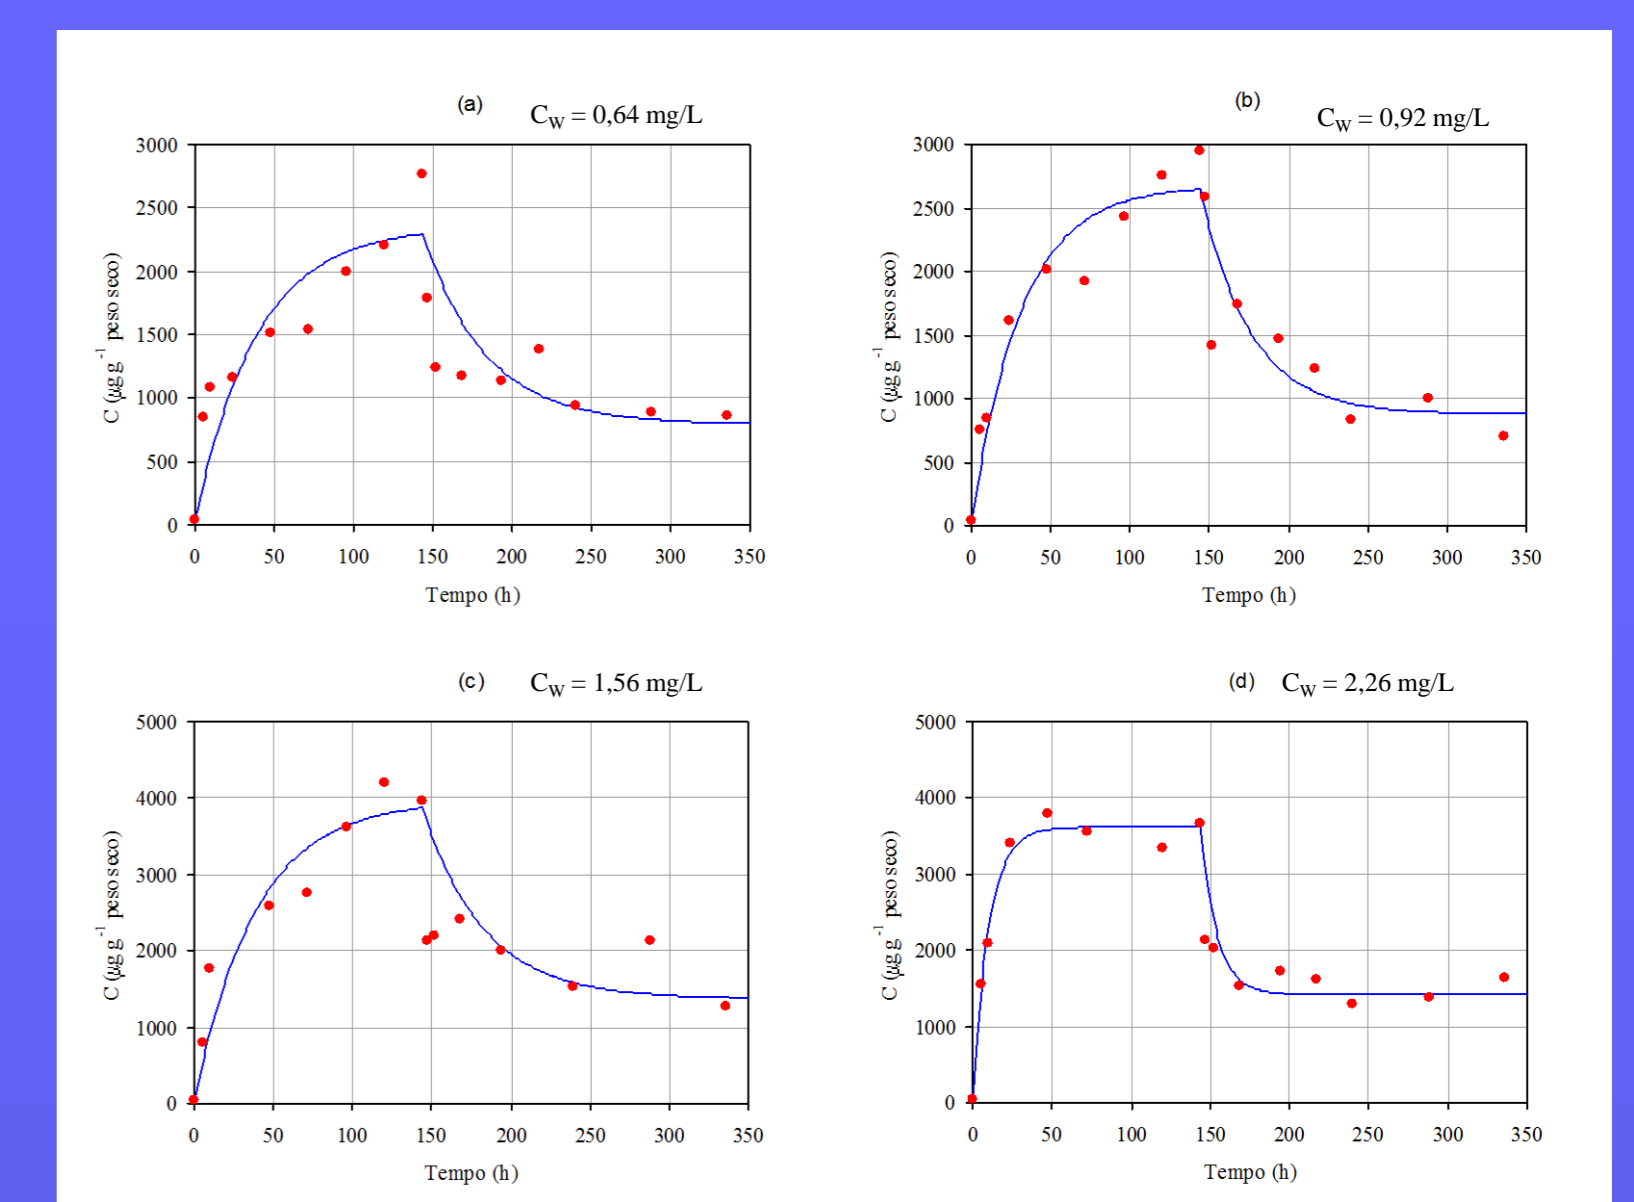 (a) C_W = 0,64 mg/L
3000
2500
2000
1500
1000
500
0
C (µg g⁻¹ peso seco)
0 50 100 150 200 250 300 350
Tempo (h)
(b) C_W = 0,92 mg/L
3000
2500
2000
1500
1000
500
0
C (µg g⁻¹ peso seco)
0 50 100 150 200 250 300 350
Tempo (h)
(c) C_W = 1,56 mg/L
5000
4000
3000
2000
1000
0
C (µg g⁻¹ peso seco)
0 50 100 150 200 250 300 350
Tempo (h)
(d) C_W = 2,26 mg/L
5000
4000
3000
2000
1000
0
C (µg g⁻¹ peso seco)
0 50 100 150 200 250 300 350
Tempo (h)